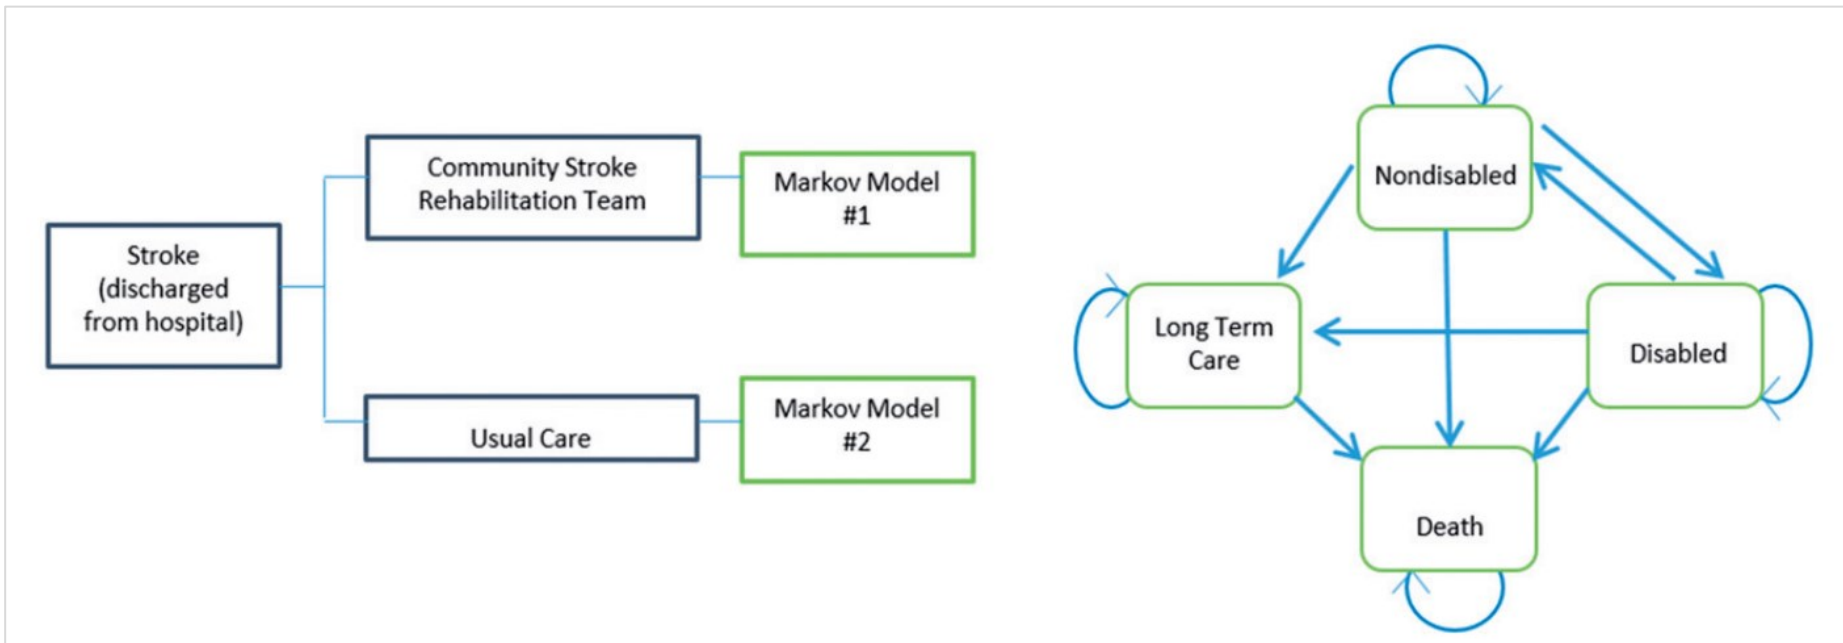 Stroke
(discharged
from hospital)
Community Stroke
Rehabilitation Team
Markov Model
#1
Usual Care
Markov Model
#2
Nondisabled
Long Term
Care
Disabled
Death